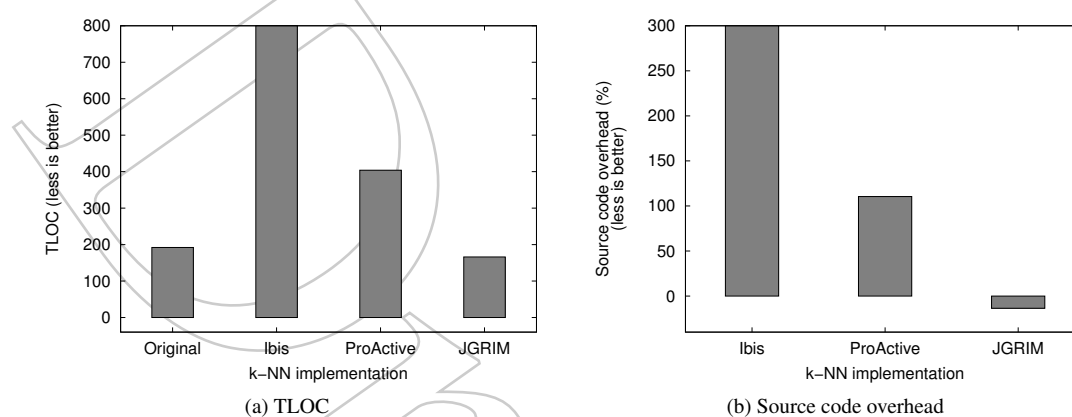 800
700
600
500
400
300
200
100
0
TLOC (less is better)
Original Ibis ProActive JGRIM
k−NN implementation
(a) TLOC
300
250
200
150
100
50
0
Source code overhead (%)
(less is better)
Ibis ProActive JGRIM
k−NN implementation
(b) Source code overhead